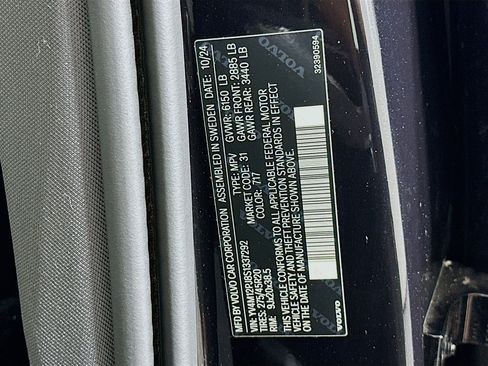 MFD BY VOLVO CAR CORPORATION ASSEMBLED IN SWEDEN DATE: 10/24
VIN: YV4M12RJ8S1337292 TYPE: MPV GVWR: 6150 LB
TIRES: 275/45R20 MARKET CODE: 31 GAWR FRONT: 2885 LB
RIM: 9Jx20x38.5 COLOR: 717 GAWR REAR: 3440 LB
THIS VEHICLE CONFORMS TO ALL APPLICABLE FEDERAL MOTOR
VEHICLE SAFETY AND THEFT PREVENTION STANDARDS IN EFFECT
ON THE DATE OF MANUFACTURE SHOWN ABOVE.
VOLVO
32390594